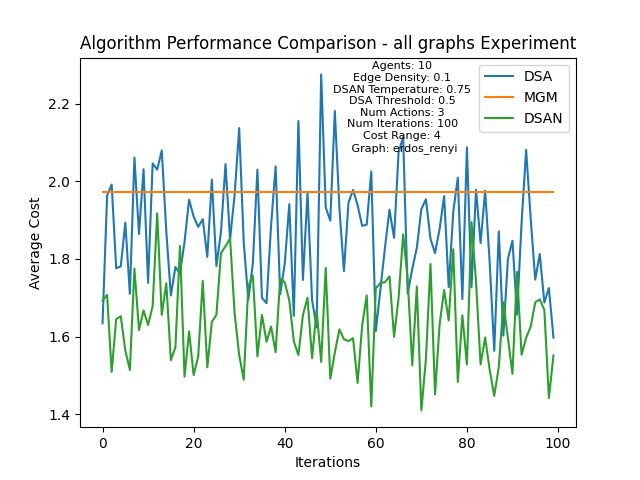 Algorithm Performance Comparison - all graphs Experiment
Agents: 10
Edge Density: 0.1
DSAN Temperature: 0.75
DSA Threshold: 0.5
Num Actions: 3
Num Iterations: 100
Cost Range: 4
Graph: erdos_renyi
DSA
MGM
DSAN
2.2
2.0
1.8
1.6
1.4
Average Cost
0
20
40
60
80
100
Iterations